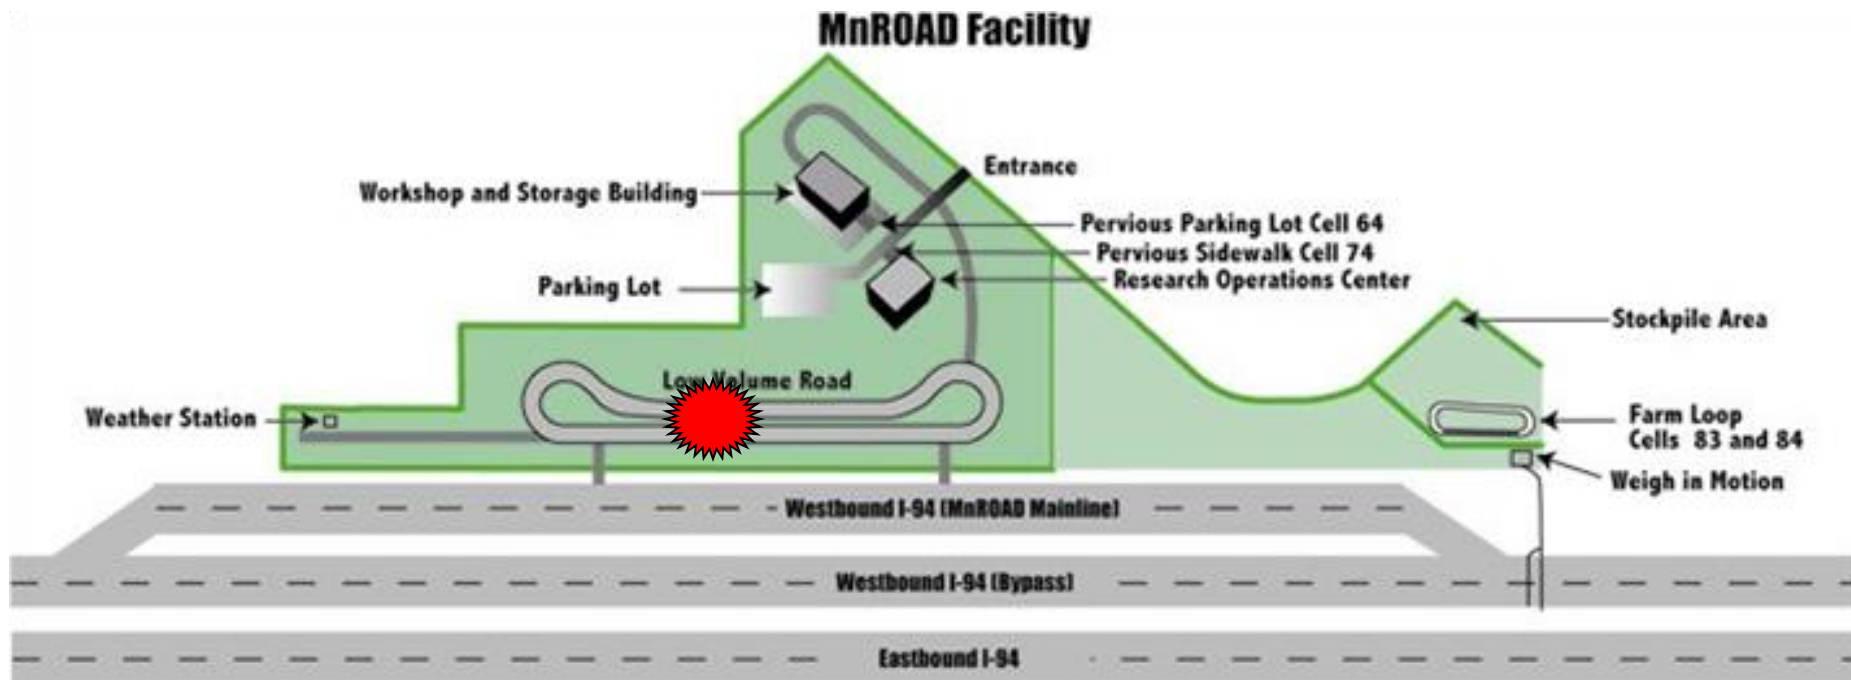 MnROAD Facility
Entrance
Workshop and Storage Building
Pervious Parking Lot Cell 64
Pervious Sidewalk Cell 74
Research Operations Center
Parking Lot
Stockpile Area
Low Volume Road
Weather Station
Farm Loop
Cells 83 and 84
Weigh in Motion
Westbound I-94 (MnROAD Mainline)
Westbound I-94 (Bypass)
Eastbound I-94